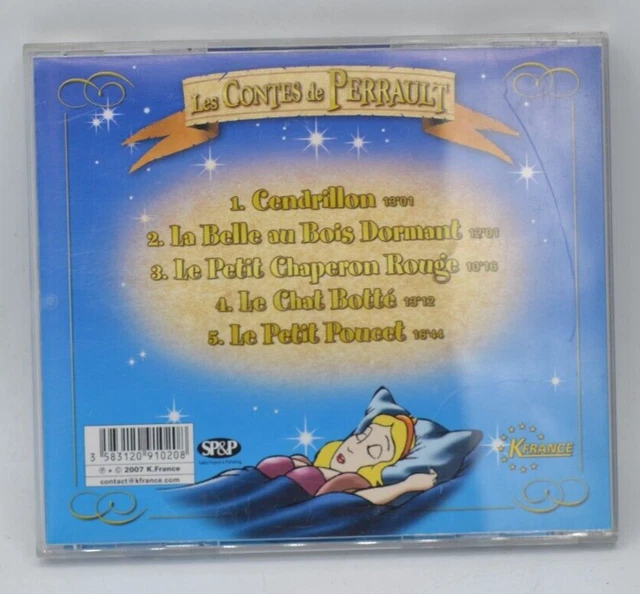 Les CONTES de PERRAULT
1. Cendrillon 13'01
2. La Belle au Bois Dormant 12'01
3. Le Petit Chaperon Rouge 10'16
4. Le Chat Botté 13'12
5. Le Petit Poucet 16'44
3 583120 910208
℗ • © 2007 K.France
contact@kfrance.com
SP&P
KFRANCE